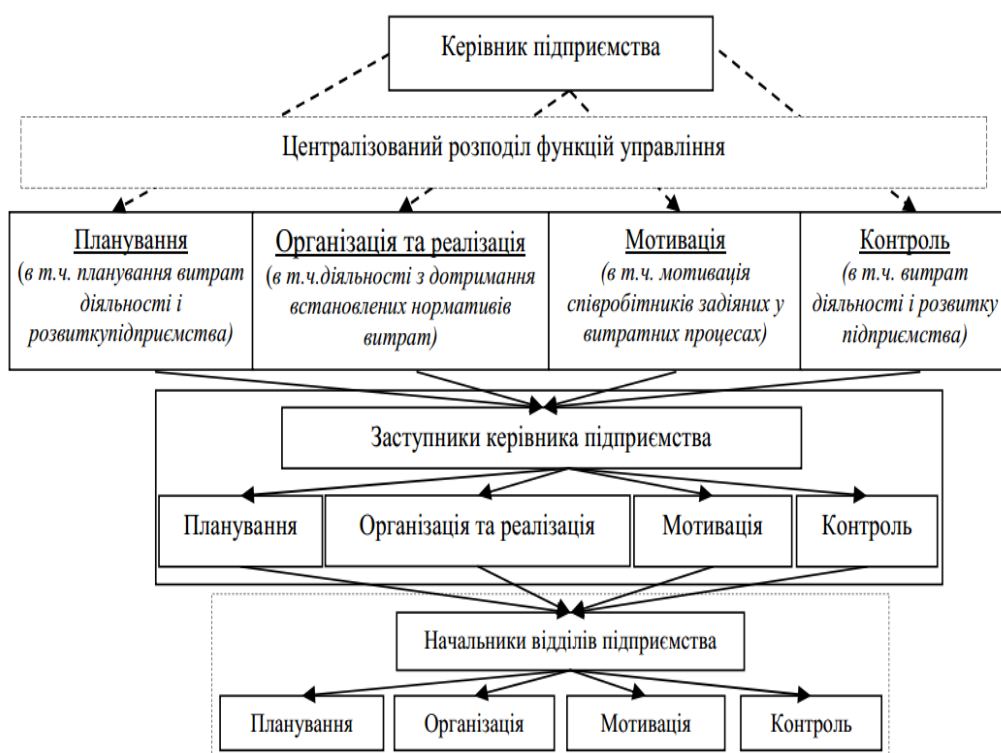 Керівник підприємства
Централізований розподіл функцій управління
Планування
(в т.ч. планування витрат
діяльності і
розвиткупідприємства)
Організація та реалізація
(в т.ч.діяльності з дотримання
встановлених нормативів
витрат)
Мотивація
(в т.ч. мотивація
співробітників задіяних у
витратних процесах)
Контроль
(в т.ч. витрат
діяльності і розвитку
підприємства)
Заступники керівника підприємства
Планування
Організація та реалізація
Мотивація
Контроль
Начальники відділів підприємства
Планування
Організація
Мотивація
Контроль